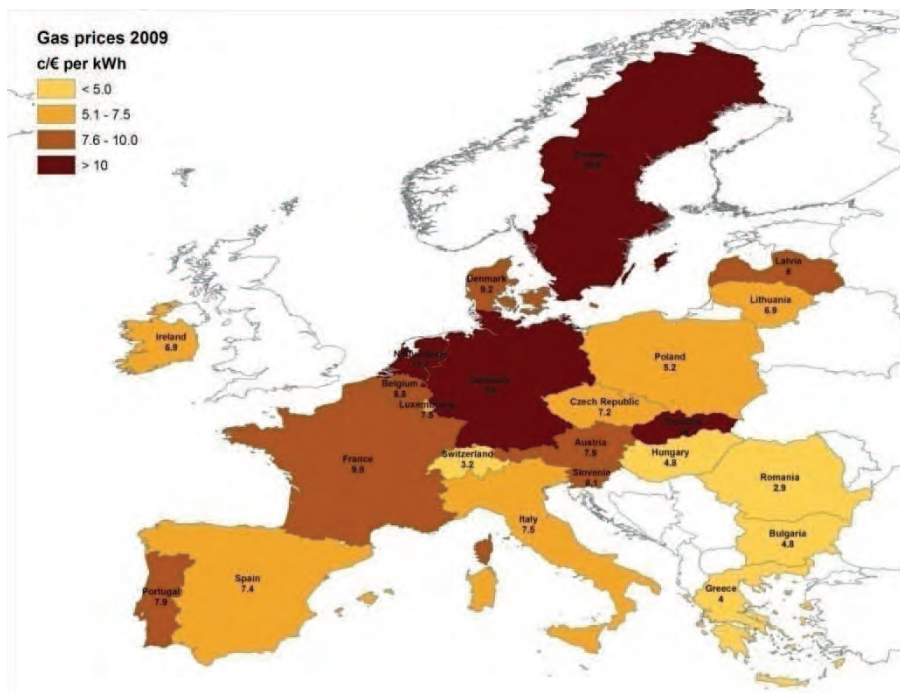 Gas prices 2009
c/€ per kWh
< 5.0
5.1 - 7.5
7.6 - 10.0
> 10
Latvia
8
Denmark
9.2
Lithuania
6.9
Ireland
6.9
Poland
5.2
Belgium
8.8
Luxembourg
7.5
Czech Republic
7.2
Austria
7.9
Switzerland
3.2
Hungary
4.8
France
9.9
Slovenia
8.1
Romania
2.9
Italy
7.5
Bulgaria
4.8
Spain
7.4
Portugal
7.9
Greece
4